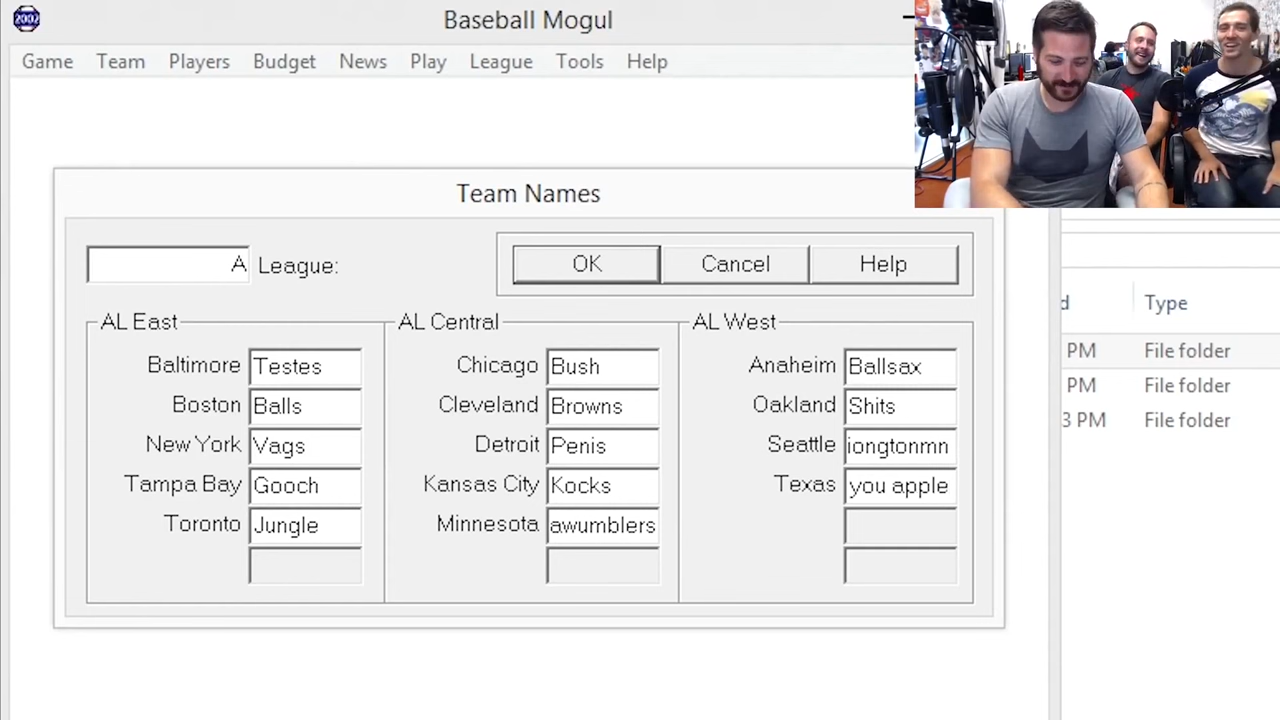 2002 Baseball Mogul
Game Team Players Budget News Play League Tools Help
Team Names
A League:
OK Cancel Help
AL East
Baltimore Testes
Boston Balls
New York Vags
Tampa Bay Gooch
Toronto Jungle
AL Central
Chicago Bush
Cleveland Browns
Detroit Penis
Kansas City Kocks
Minnesota awumblers
AL West
Anaheim Ballsax
Oakland Shits
Seattle iongtonmn
Texas you apple
d Type
PM File folder
PM File folder
3 PM File folder